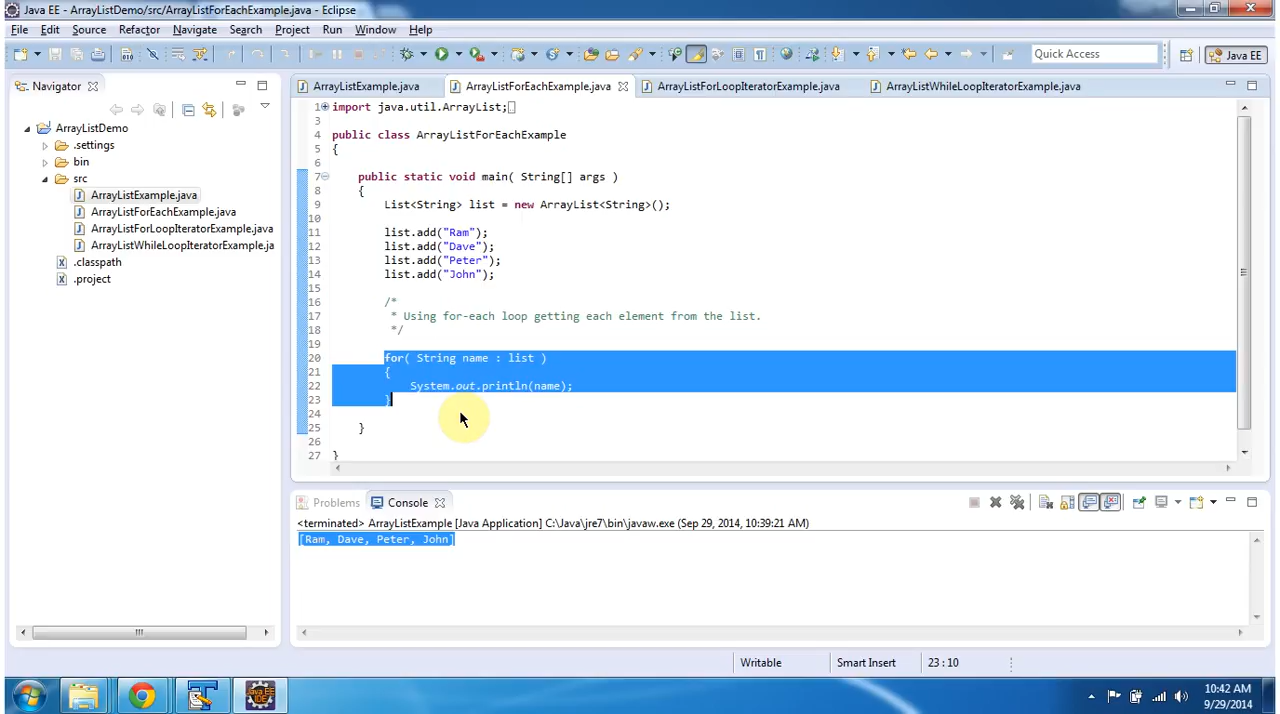 Java EE - ArrayListDemo/src/ArrayListForEachExample.java - Eclipse
File Edit Source Refactor Navigate Search Project Run Window Help
Quick Access
Java EE
Navigator
ArrayListDemo
.settings
bin
src
ArrayListExample.java
ArrayListForEachExample.java
ArrayListForLoopIteratorExample.java
ArrayListWhileLoopIteratorExample.ja
.classpath
.project
ArrayListExample.java ArrayListForEachExample.java ArrayListForLoopIteratorExample.java ArrayListWhileLoopIteratorExample.java
1 import java.util.ArrayList;
3
4 public class ArrayListForEachExample
5 {
6
7 public static void main( String[] args )
8 {
9 List<String> list = new ArrayList<String>();
10
11 list.add("Ram");
12 list.add("Dave");
13 list.add("Peter");
14 list.add("John");
15
16 /*
17 * Using for-each loop getting each element from the list.
18 */
19
20 for( String name : list )
21 {
22 System.out.println(name);
23 }
24
25 }
26
27 }
Problems Console
<terminated> ArrayListExample [Java Application] C:\Java\jre7\bin\javaw.exe (Sep 29, 2014, 10:39:21 AM)
[Ram, Dave, Peter, John]
Writable Smart Insert 23 : 10
Java EE
IDE
10:42 AM
9/29/2014